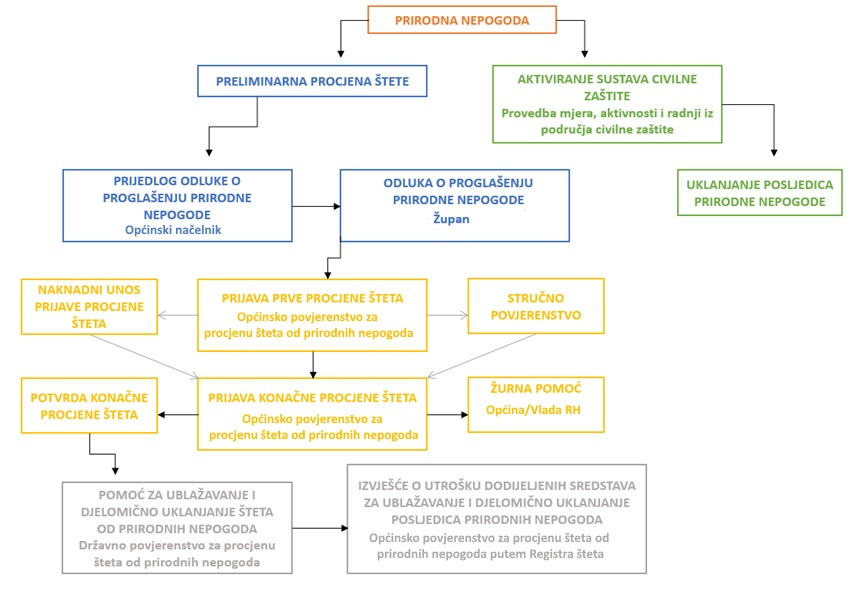 PRIRODNA NEPOGODA
PRELIMINARNA PROCJENA ŠTETE
AKTIVIRANJE SUSTAVA CIVILNE
ZAŠTITE
Provedba mjera, aktivnosti i radnji iz
područja civilne zaštite
PRIJEDLOG ODLUKE O
PROGLAŠENJU PRIRODNE
NEPOGODE
Općinski načelnik
ODLUKA O PROGLAŠENJU
PRIRODNE NEPOGODE
Župan
UKLANJANJE POSLJEDICA
PRIRODNE NEPOGODE
NAKNADNI UNOS
PRIJAVE PROCJENE
ŠTETA
PRIJAVA PRVE PROCJENE ŠTETA
Općinsko povjerenstvo za
procjenu šteta od prirodnih nepogoda
STRUČNO
POVJERENSTVO
POTVRDA KONAČNE
PROCJENE ŠTETA
PRIJAVA KONAČNE PROCJENE ŠTETA
Općinsko povjerenstvo za
procjenu šteta od prirodnih nepogoda
ŽURNA POMOĆ
Općina/Vlada RH
POMOĆ ZA UBLAŽAVANJE I
DJELOMIČNO UKLANJANJE ŠTETA
OD PRIRODNIH NEPOGODA
Državno povjerenstvo za procjenu
šteta od prirodnih nepogoda
IZVJEŠĆE O UTROŠKU DODIJELJENIH SREDSTAVA
ZA UBLAŽAVANJE I DJELOMIČNO UKLANJANJE
POSLJEDICA PRIRODNIH NEPOGODA
Općinsko povjerenstvo za procjenu šteta od
prirodnih nepogoda putem Registra šteta